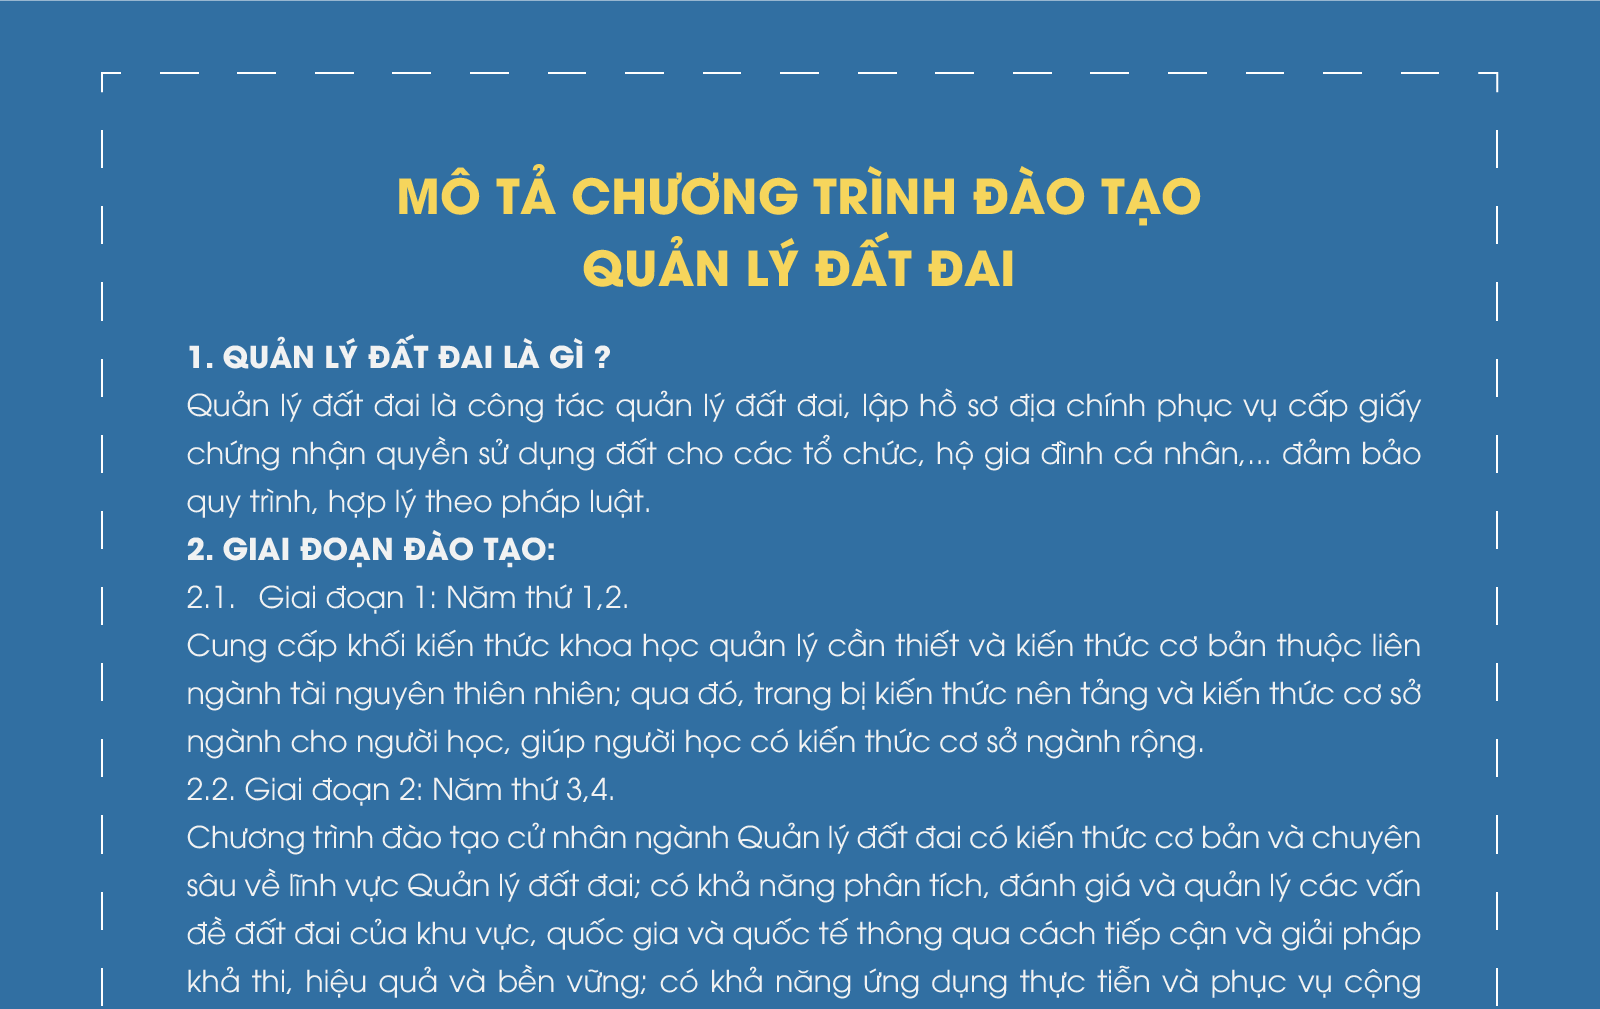 MÔ TẢ CHƯƠNG TRÌNH ĐÀO TẠO
QUẢN LÝ ĐẤT ĐAI
1. QUẢN LÝ ĐẤT ĐAI LÀ GÌ ?
Quản lý đất đai là công tác quản lý đất đai, lập hồ sơ địa chính phục vụ cấp giấy
chứng nhận quyền sử dụng đất cho các tổ chức, hộ gia đình cá nhân,... đảm bảo
quy trình, hợp lý theo pháp luật.
2. GIAI ĐOẠN ĐÀO TẠO:
2.1. Giai đoạn 1: Năm thứ 1,2.
Cung cấp khối kiến thức khoa học quản lý cần thiết và kiến thức cơ bản thuộc liên
ngành tài nguyên thiên nhiên; qua đó, trang bị kiến thức nên tảng và kiến thức cơ sở
ngành cho người học, giúp người học có kiến thức cơ sở ngành rộng.
2.2. Giai đoạn 2: Năm thứ 3,4.
Chương trình đào tạo cử nhân ngành Quản lý đất đai có kiến thức cơ bản và chuyên
sâu về lĩnh vực Quản lý đất đai; có khả năng phân tích, đánh giá và quản lý các vấn
đề đất đai của khu vực, quốc gia và quốc tế thông qua cách tiếp cận và giải pháp
khả thi, hiệu quả và bền vững; có khả năng ứng dụng thực tiễn và phục vụ cộng